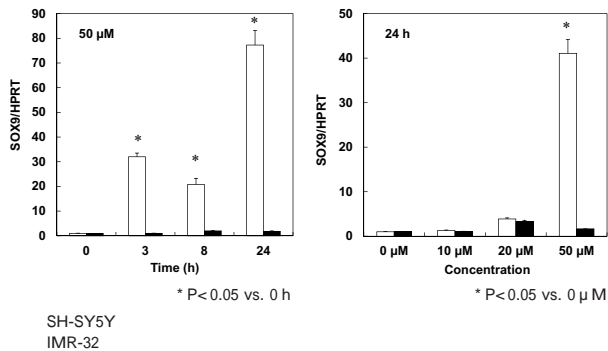 50 µM
SOX9/HPRT
90
80
70
60
50
40
30
20
10
0
*
*
*
0 3 8 24
Time (h)
* P< 0.05 vs. 0 h
24 h
SOX9/HPRT
50
40
30
20
10
0
*
0 µM 10 µM 20 µM 50 µM
Concentration
* P< 0.05 vs. 0 µ M
SH-SY5Y
IMR-32